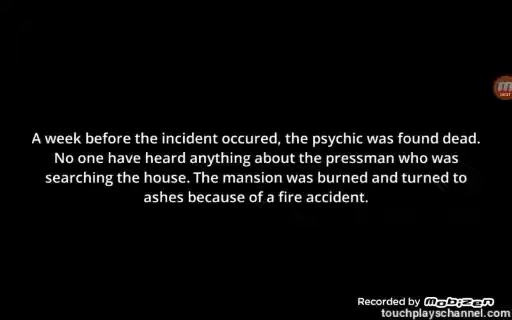 A week before the incident occured, the psychic was found dead.
No one have heard anything about the pressman who was
searching the house. The mansion was burned and turned to
ashes because of a fire accident.
Recorded by mobizen
touchplayschannel.com